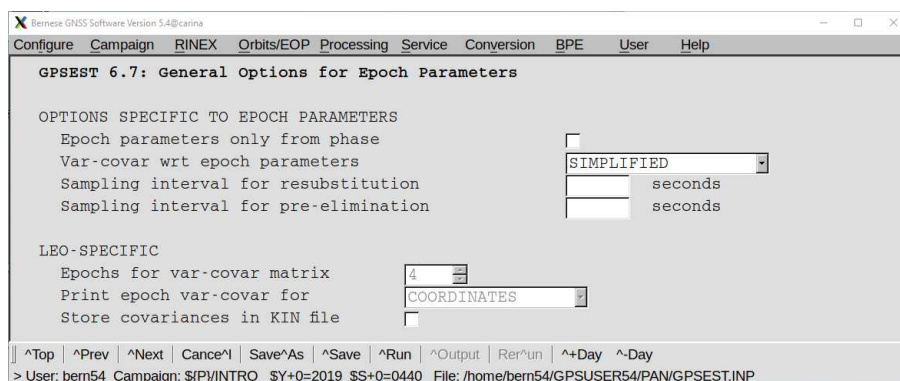 Bernese GNSS Software Version 5.4@carina
Configure Campaign RINEX Orbits/EOP Processing Service Conversion BPE User Help
GPSEST 6.7: General Options for Epoch Parameters
OPTIONS SPECIFIC TO EPOCH PARAMETERS
Epoch parameters only from phase
Var-covar wrt epoch parameters SIMPLIFIED
Sampling interval for resubstitution seconds
Sampling interval for pre-elimination seconds
LEO-SPECIFIC
Epochs for var-covar matrix 4
Print epoch var-covar for COORDINATES
Store covariances in KIN file
^Top | ^Prev | ^Next | Cance^l | Save^As | ^Save | ^Run | ^Output | Rer^un | ^+Day ^-Day
> User: bern54 Campaign: ${P}/INTRO $Y+0=2019 $S+0=0440 File: /home/bern54/GPSUSER54/PAN/GPSEST.INP